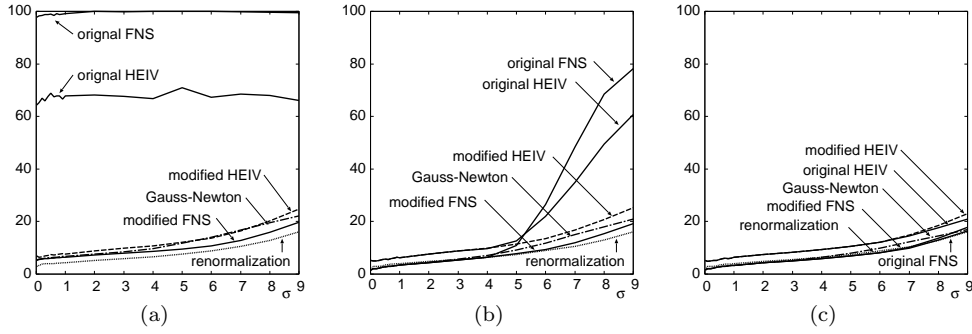 100
80
60
40
20
0
0 1 2 3 4 5 6 7 8 σ 9
orignal FNS
orignal HEIV
modified HEIV
Gauss-Newton
modified FNS
renormalization
(a)
100
80
60
40
20
0
0 1 2 3 4 5 6 7 8 σ 9
original FNS
original HEIV
modified HEIV
Gauss-Newton
modified FNS
renormalization
(b)
100
80
60
40
20
0
0 1 2 3 4 5 6 7 8 σ 9
modified HEIV
original HEIV
Gauss-Newton
modified FNS
renormalization
original FNS
(c)